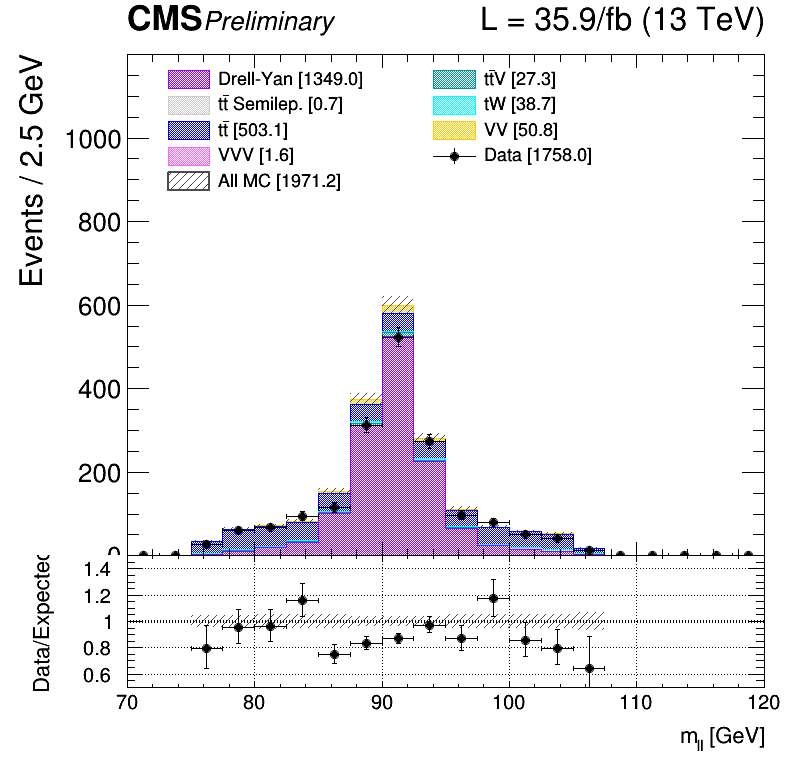 CMS Preliminary L = 35.9/fb (13 TeV)
Events / 2.5 GeV
Drell-Yan [1349.0]
tt̄ Semilep. [0.7]
tt̄ [503.1]
VVV [1.6]
All MC [1971.2]
tt̄V [27.3]
tW [38.7]
VV [50.8]
Data [1758.0]
1000
800
600
400
200
0
Data/Expected
1.4
1.2
1
0.8
0.6
70 80 90 100 110 120
m_ll [GeV]